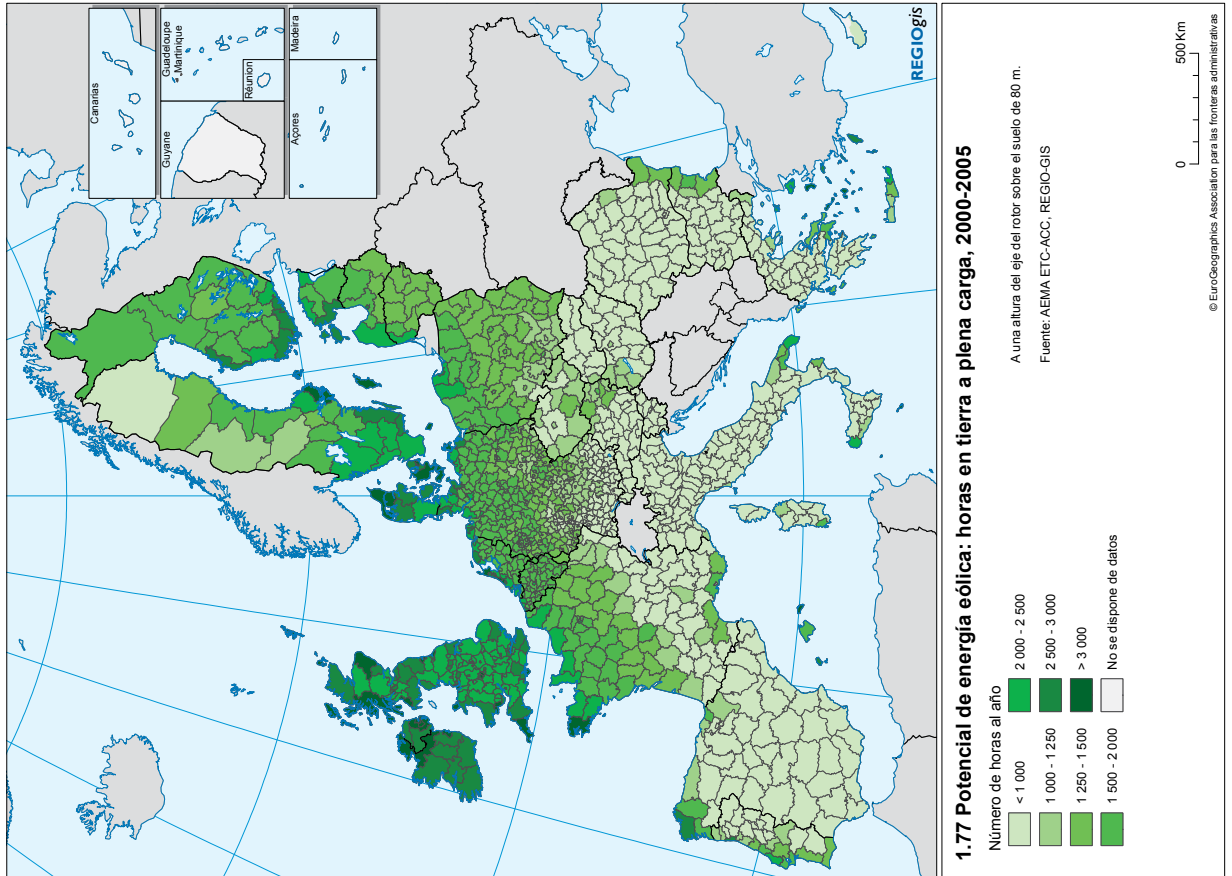 Canarias
Guyane
Guadeloupe
Martinique
Réunion
Açores
Madeira
REGIOgis
1.77 Potencial de energía eólica: horas en tierra a plena carga, 2000-2005
Número de horas al año
< 1 000
1 000 - 1 250
1 250 - 1 500
1 500 - 2 000
2 000 - 2 500
2 500 - 3 000
> 3 000
No se dispone de datos
A una altura del eje del rotor sobre el suelo de 80 m.
Fuente: AEMA ETC-ACC, REGIO-GIS
0 500 Km
© EuroGeographics Association para las fronteras administrativas